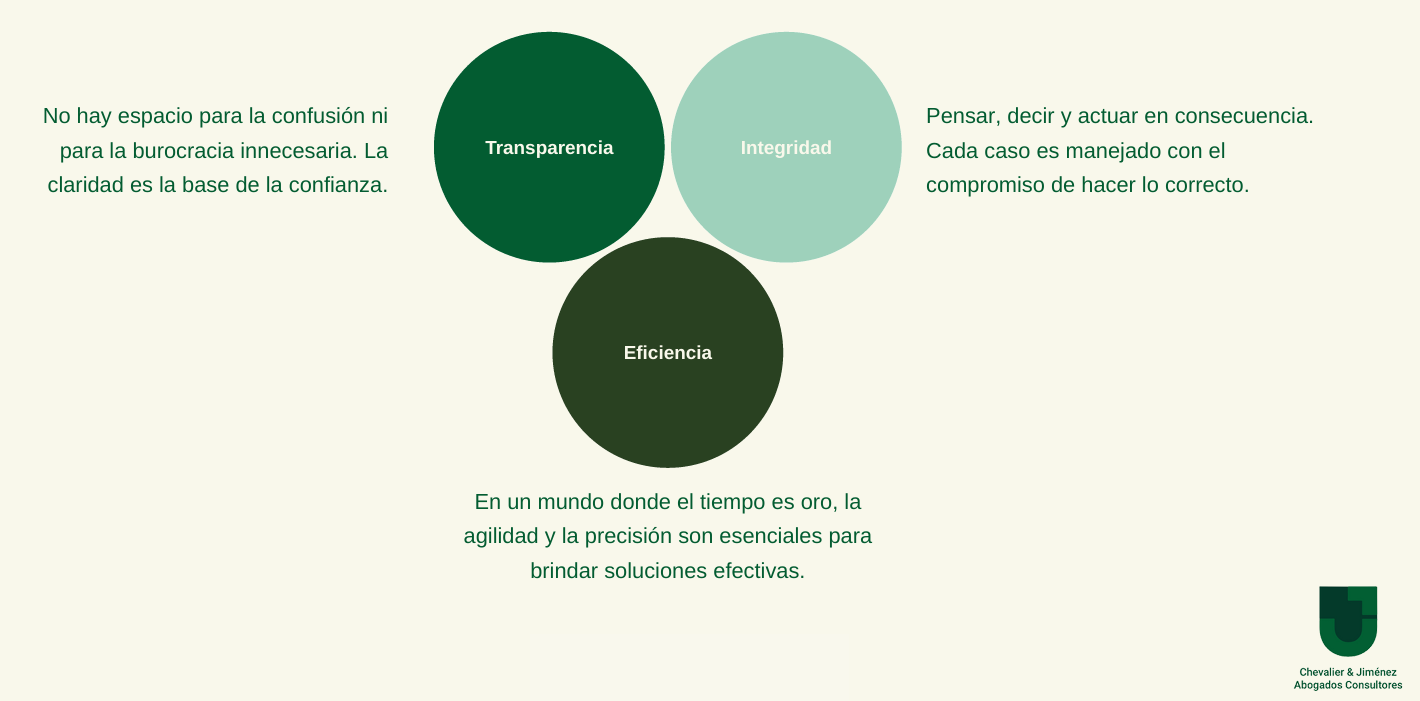 No hay espacio para la confusión ni
para la burocracia innecesaria. La
claridad es la base de la confianza.
Transparencia
Integridad
Pensar, decir y actuar en consecuencia.
Cada caso es manejado con el
compromiso de hacer lo correcto.
Eficiencia
En un mundo donde el tiempo es oro, la
agilidad y la precisión son esenciales para
brindar soluciones efectivas.
Chevalier & Jiménez
Abogados Consultores